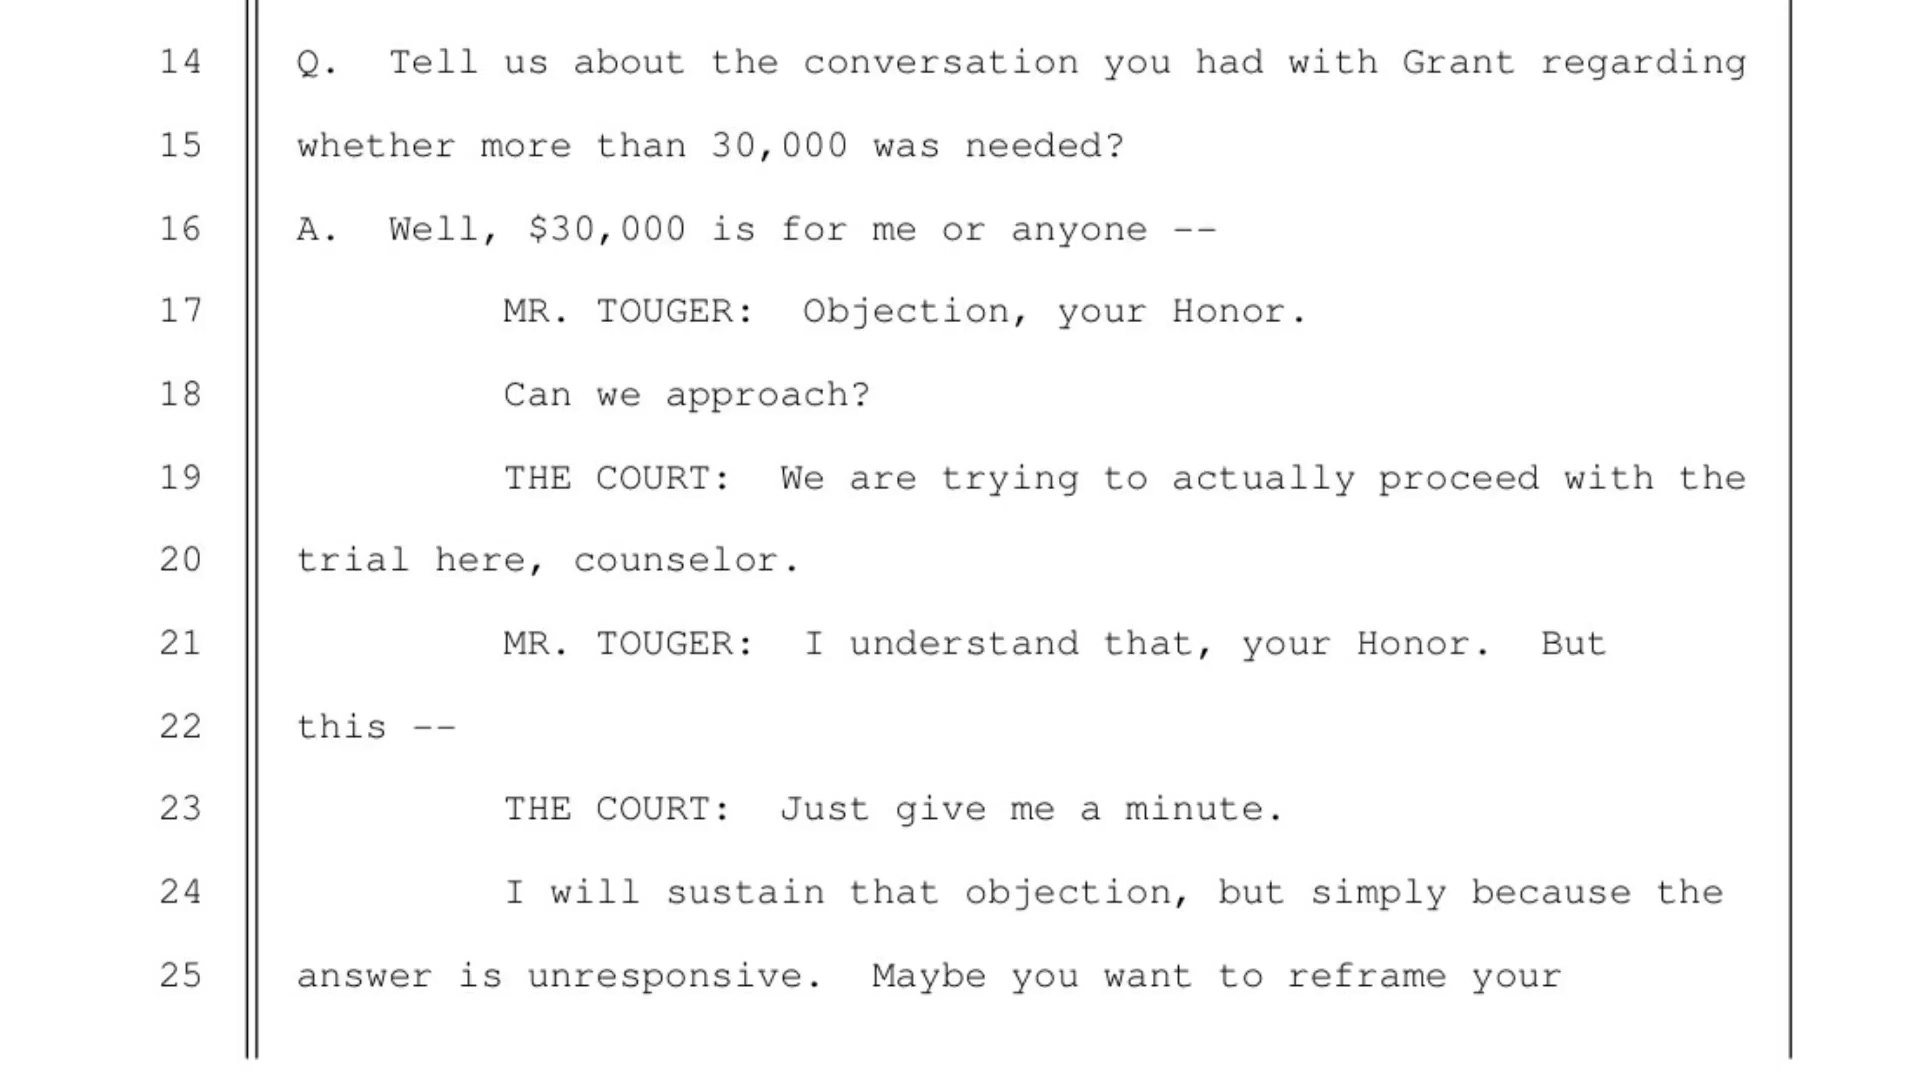 14 Q. Tell us about the conversation you had with Grant regarding
15 whether more than 30,000 was needed?
16 A. Well, $30,000 is for me or anyone --
17 MR. TOUGER: Objection, your Honor.
18 Can we approach?
19 THE COURT: We are trying to actually proceed with the
20 trial here, counselor.
21 MR. TOUGER: I understand that, your Honor. But
22 this --
23 THE COURT: Just give me a minute.
24 I will sustain that objection, but simply because the
25 answer is unresponsive. Maybe you want to reframe your